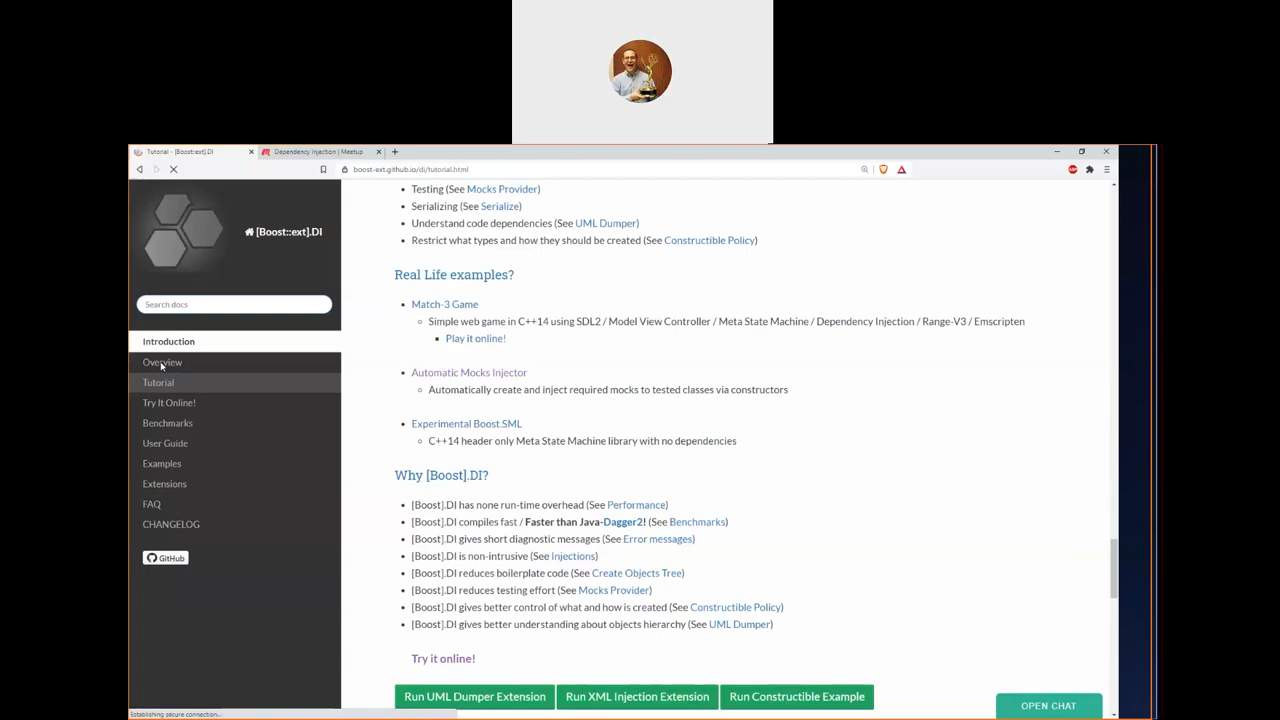 Tutorial - [Boost::ext].DI
Dependency Injection | Meetup
boost-ext.github.io/di/tutorial.html
[Boost::ext].DI
Search docs
Introduction
Overview
Tutorial
Try It Online!
Benchmarks
User Guide
Examples
Extensions
FAQ
CHANGELOG
GitHub
Testing (See Mocks Provider)
Serializing (See Serialize)
Understand code dependencies (See UML Dumper)
Restrict what types and how they should be created (See Constructible Policy)
Real Life examples?
Match-3 Game
Simple web game in C++14 using SDL2 / Model View Controller / Meta State Machine / Dependency Injection / Range-V3 / Emscripten
Play it online!
Automatic Mocks Injector
Automatically create and inject required mocks to tested classes via constructors
Experimental Boost.SML
C++14 header only Meta State Machine library with no dependencies
Why [Boost].DI?
[Boost].DI has none run-time overhead (See Performance)
[Boost].DI compiles fast / Faster than Java-Dagger2! (See Benchmarks)
[Boost].DI gives short diagnostic messages (See Error messages)
[Boost].DI is non-intrusive (See Injections)
[Boost].DI reduces boilerplate code (See Create Objects Tree)
[Boost].DI reduces testing effort (See Mocks Provider)
[Boost].DI gives better control of what and how is created (See Constructible Policy)
[Boost].DI gives better understanding about objects hierarchy (See UML Dumper)
Try it online!
Run UML Dumper Extension
Run XML Injection Extension
Run Constructible Example
OPEN CHAT
Establishing secure connection...